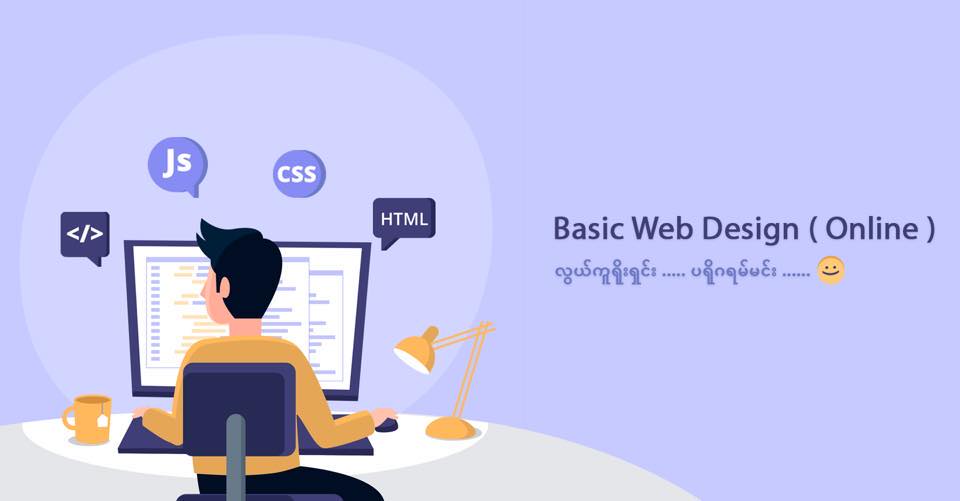 Js
CSS
</>
HTML
Basic Web Design ( Online )
လွယ်ကူရိုးရှင်း ..... ပရိုဂရမ်မင်း ......